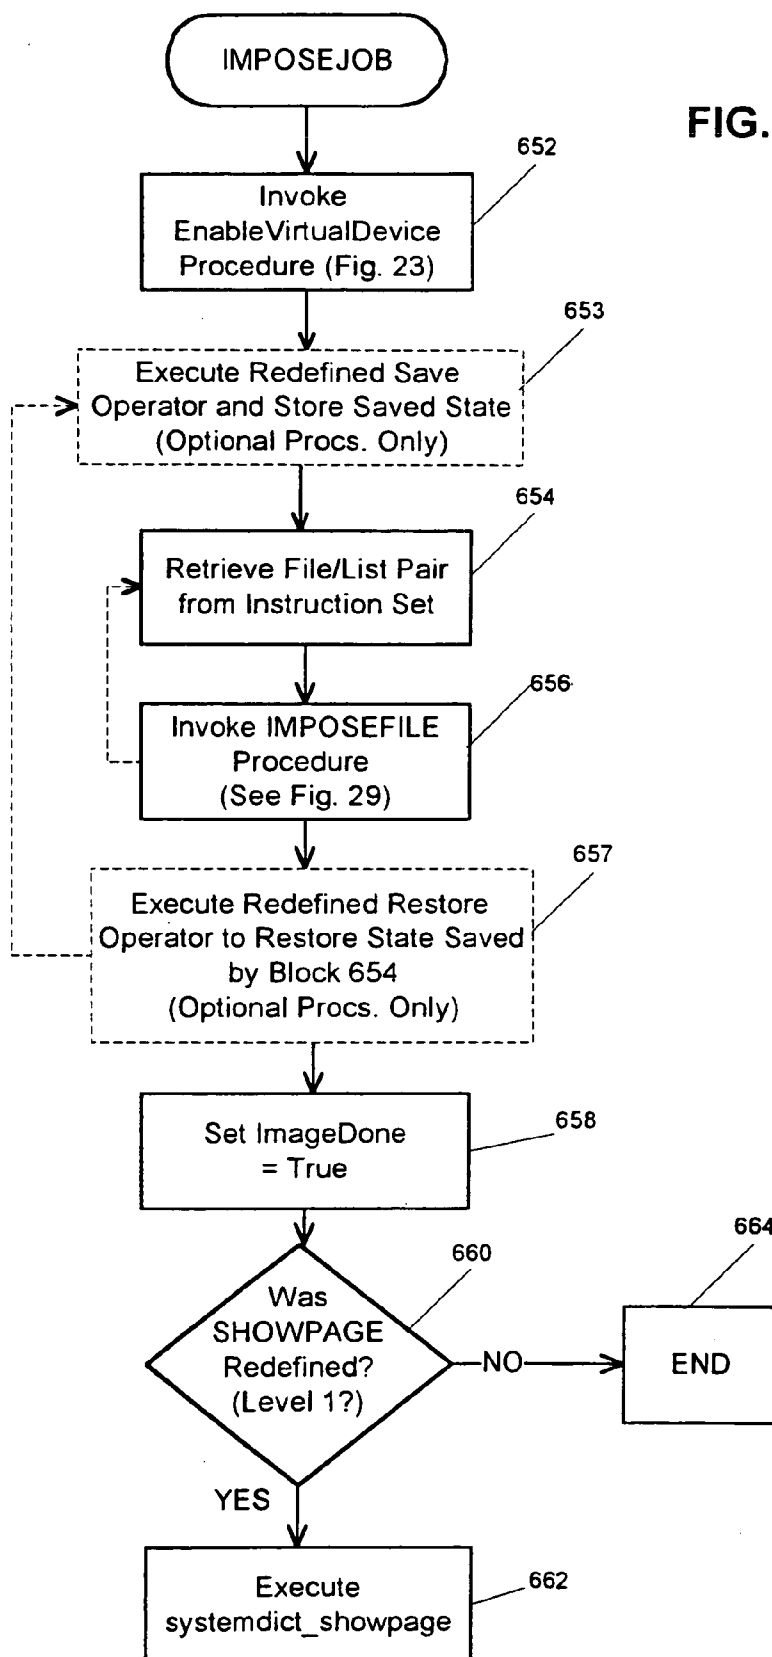 IMPOSEJOB
FIG.
652
Invoke
EnableVirtualDevice
Procedure (Fig. 23)
653
Execute Redefined Save
Operator and Store Saved State
(Optional Procs. Only)
654
Retrieve File/List Pair
from Instruction Set
656
Invoke IMPOSEFILE
Procedure
(See Fig. 29)
657
Execute Redefined Restore
Operator to Restore State Saved
by Block 654
(Optional Procs. Only)
658
Set ImageDone
= True
660
Was
SHOWPAGE
Redefined?
(Level 1?)
NO
664
END
YES
662
Execute
systemdict_showpage